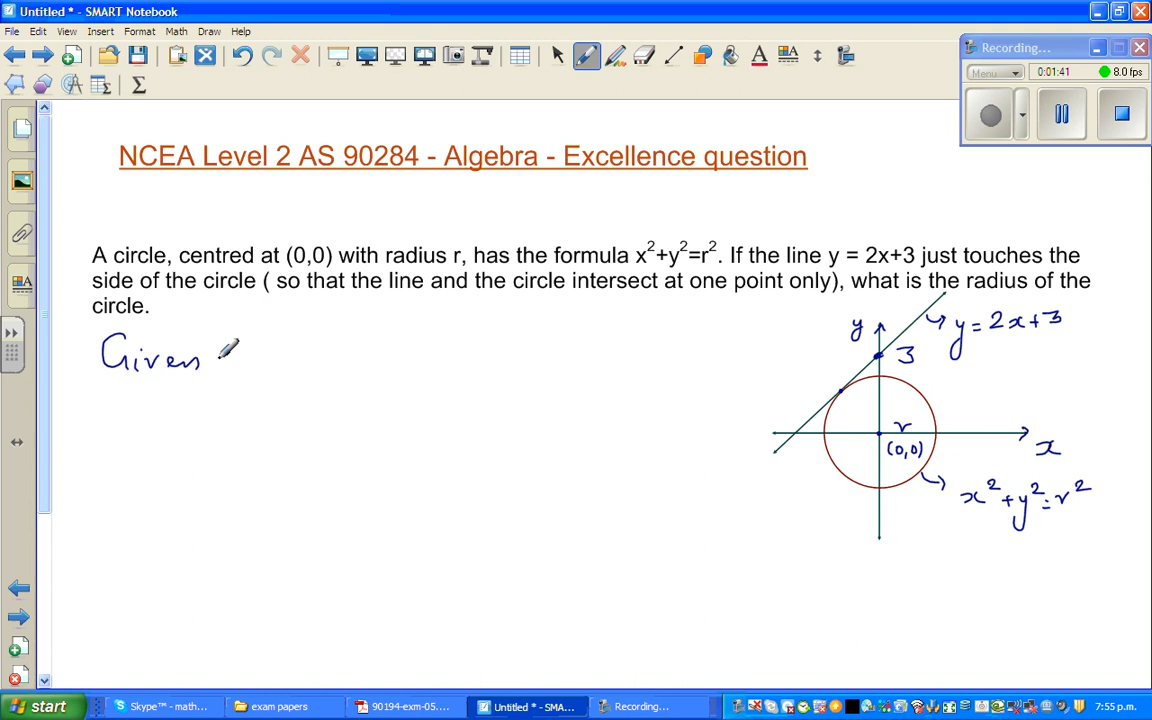 Untitled * - SMART Notebook
File Edit View Insert Format Math Draw Help
Recording...
Menu 0:01:41 8.0 fps
NCEA Level 2 AS 90284 - Algebra - Excellence question
A circle, centred at (0,0) with radius r, has the formula x²+y²=r². If the line y = 2x+3 just touches the
side of the circle ( so that the line and the circle intersect at one point only), what is the radius of the
circle.
Given
y
y = 2x+3
3
r
(0,0)
x
x² + y² = r²
start Skype™ - math... exam papers 90194-exm-05.... Untitled * - SMA... Recording... 7:55 p.m.